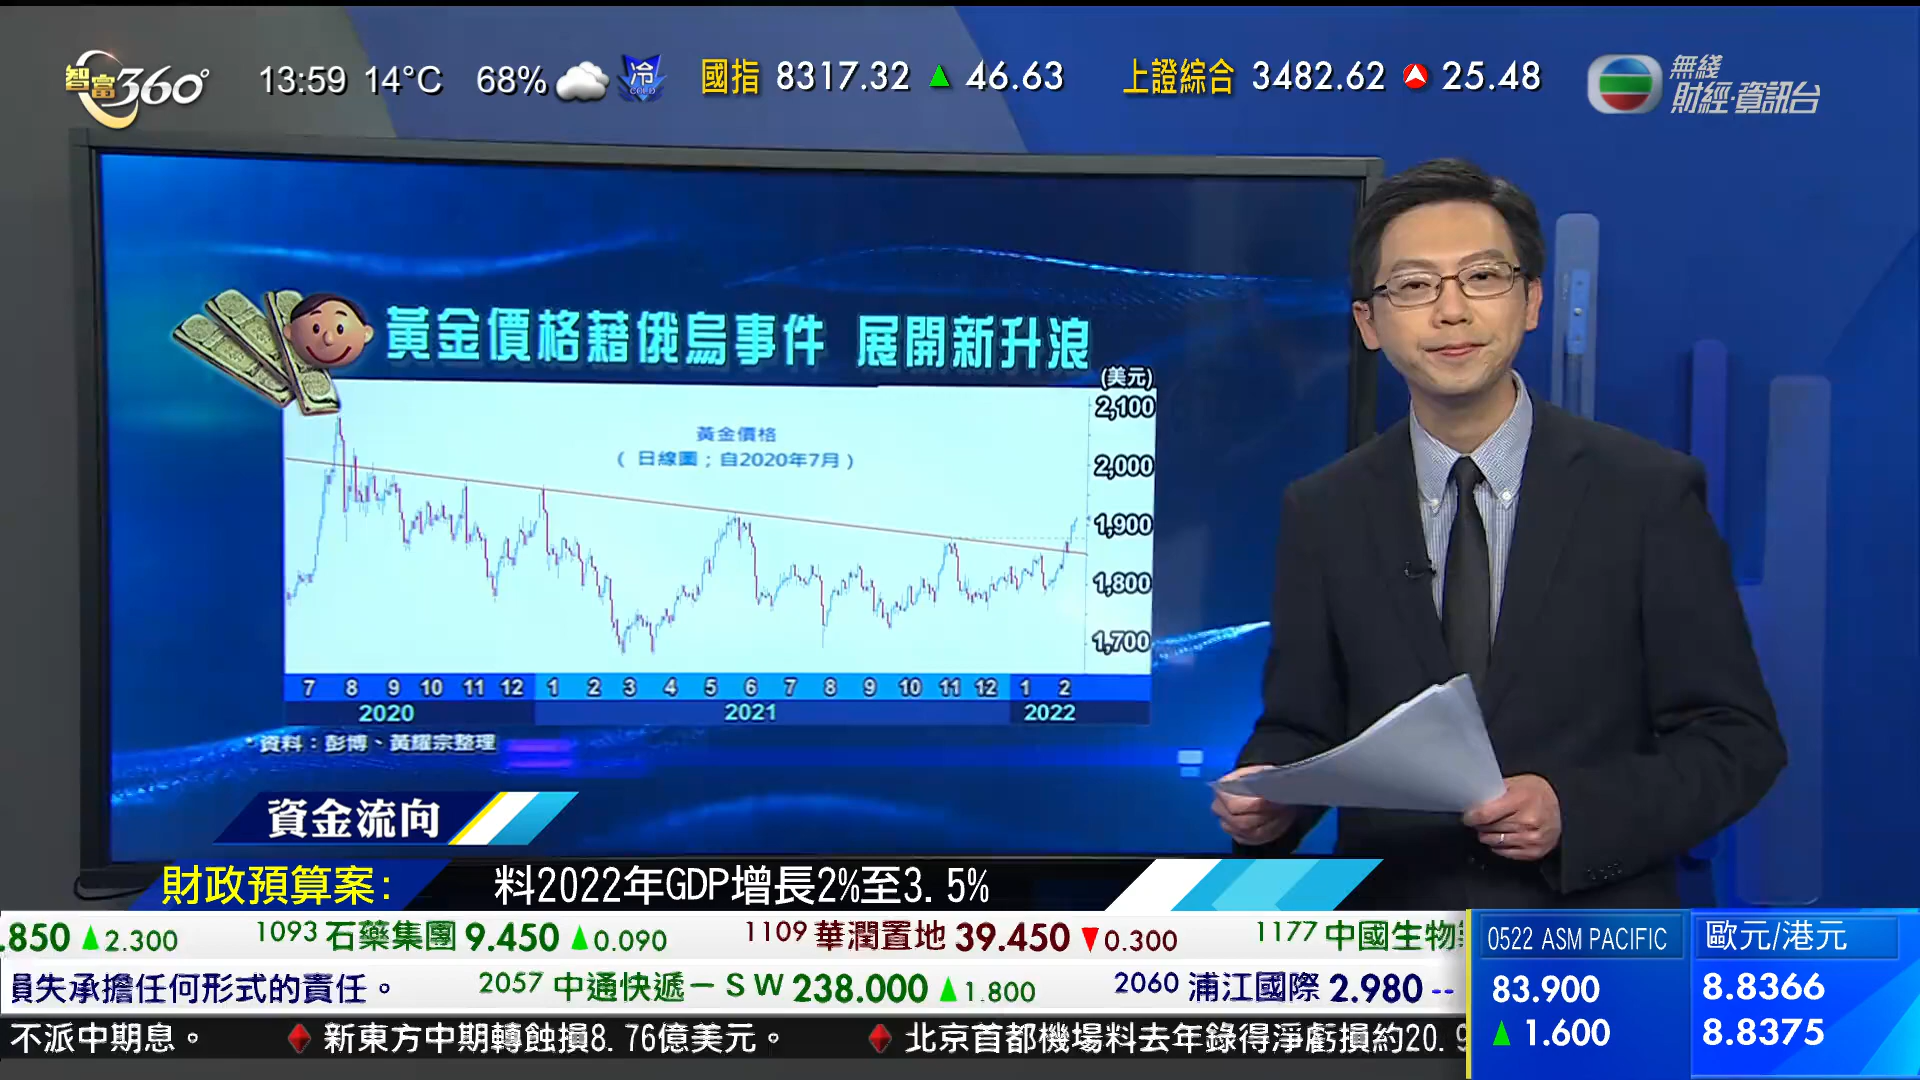 智富360°
13:59 14°C 68% 冷 COLD 國指 8317.32 ▲ 46.63 上證綜合 3482.62 25.48
無綫
財經·資訊台
黃金價格藉俄烏事件 展開新升浪
(美元)
黃金價格
( 日線圖；自2020年7月 )
2,100
2,000
1,900
1,800
1,700
7 8 9 10 11 12 1 2 3 4 5 6 7 8 9 10 11 12 1 2
2020 2021 2022
*資料：彭博、黃耀宗整理
資金流向
財政預算案: 料2022年GDP增長2%至3.5%
.850 ▲2.300 1093 石藥集團 9.450 ▲0.090 1109 華潤置地 39.450 ▼0.300 1177 中國生物
員失承擔任何形式的責任。 2057 中通快遞－ＳＷ 238.000 ▲1.800 2060 浦江國際 2.980 --
不派中期息。 ◆ 新東方中期轉蝕損8.76億美元。 ◆ 北京首都機場料去年錄得淨虧損約20.9
0522 ASM PACIFIC
83.900
▲ 1.600
歐元/港元
8.8366
8.8375